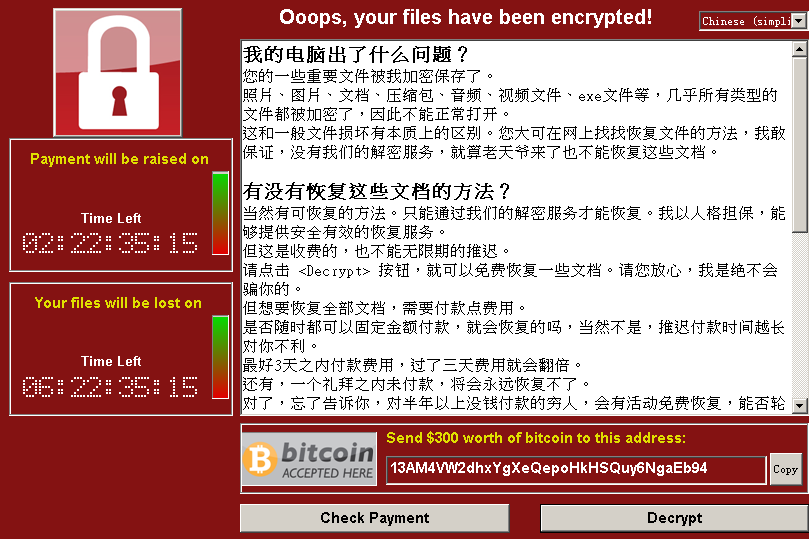 Ooops, your files have been encrypted!
Chinese (simpli
Payment will be raised on
Time Left
02:22:35:15
Your files will be lost on
Time Left
06:22:35:15
我的电脑出了什么问题？
您的一些重要文件被我加密保存了。
照片、图片、文档、压缩包、音频、视频文件、exe文件等，几乎所有类型的
文件都被加密了，因此不能正常打开。
这和一般文件损坏有本质上的区别。您大可在网上找找恢复文件的方法，我敢
保证，没有我们的解密服务，就算老天爷来了也不能恢复这些文档。
有没有恢复这些文档的方法？
当然有可恢复的方法。只能通过我们的解密服务才能恢复。我以人格担保，能
够提供安全有效的恢复服务。
但这是收费的，也不能无限期的推迟。
请点击 <Decrypt> 按钮，就可以免费恢复一些文档。请您放心，我是绝不会
骗你的。
但想要恢复全部文档，需要付款点费用。
是否随时都可以固定金额付款，就会恢复的吗，当然不是，推迟付款时间越长
对你不利。
最好3天之内付款费用，过了三天费用就会翻倍。
还有，一个礼拜之内未付款，将会永远恢复不了。
对了，忘了告诉你，对半年以上没钱付款的穷人，会有活动免费恢复，能否轮
bitcoin
ACCEPTED HERE
Send $300 worth of bitcoin to this address:
13AM4VW2dhxYgXeQepoHkHSQuy6NgaEb94
Copy
Check Payment
Decrypt